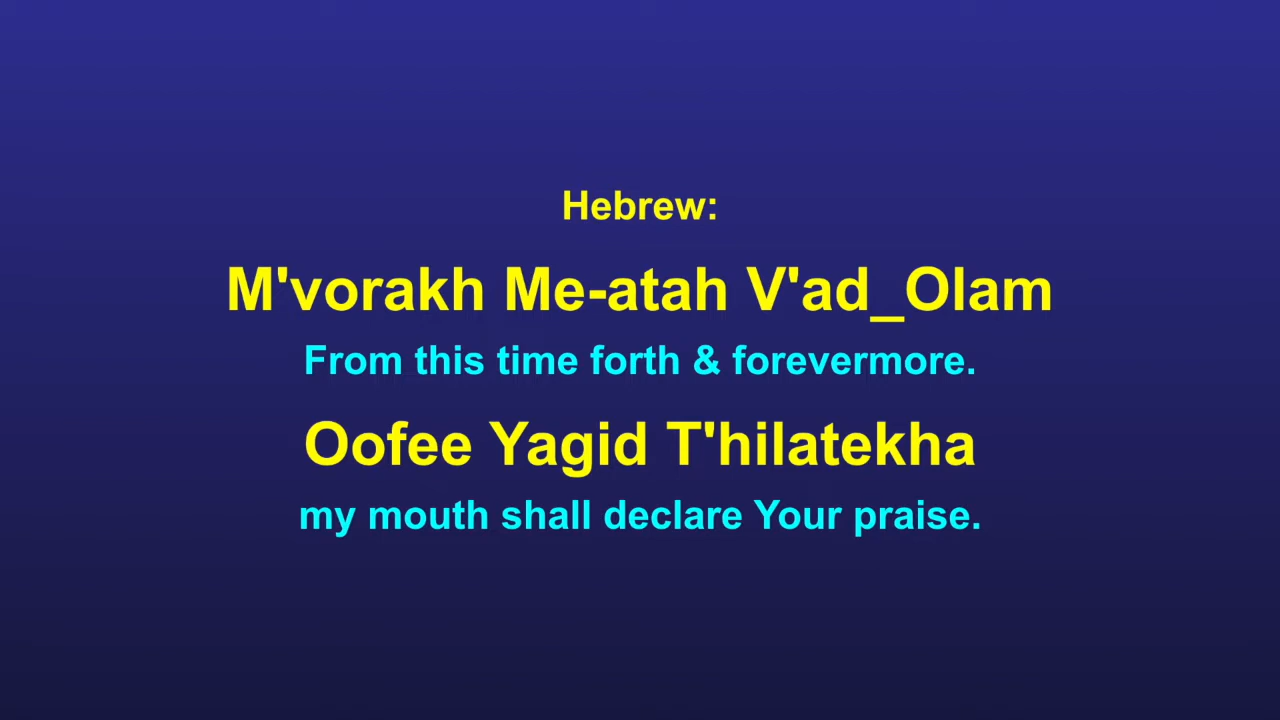 Hebrew:
M'vorakh Me-atah V'ad_Olam
From this time forth & forevermore.
Oofee Yagid T'hilatekha
my mouth shall declare Your praise.